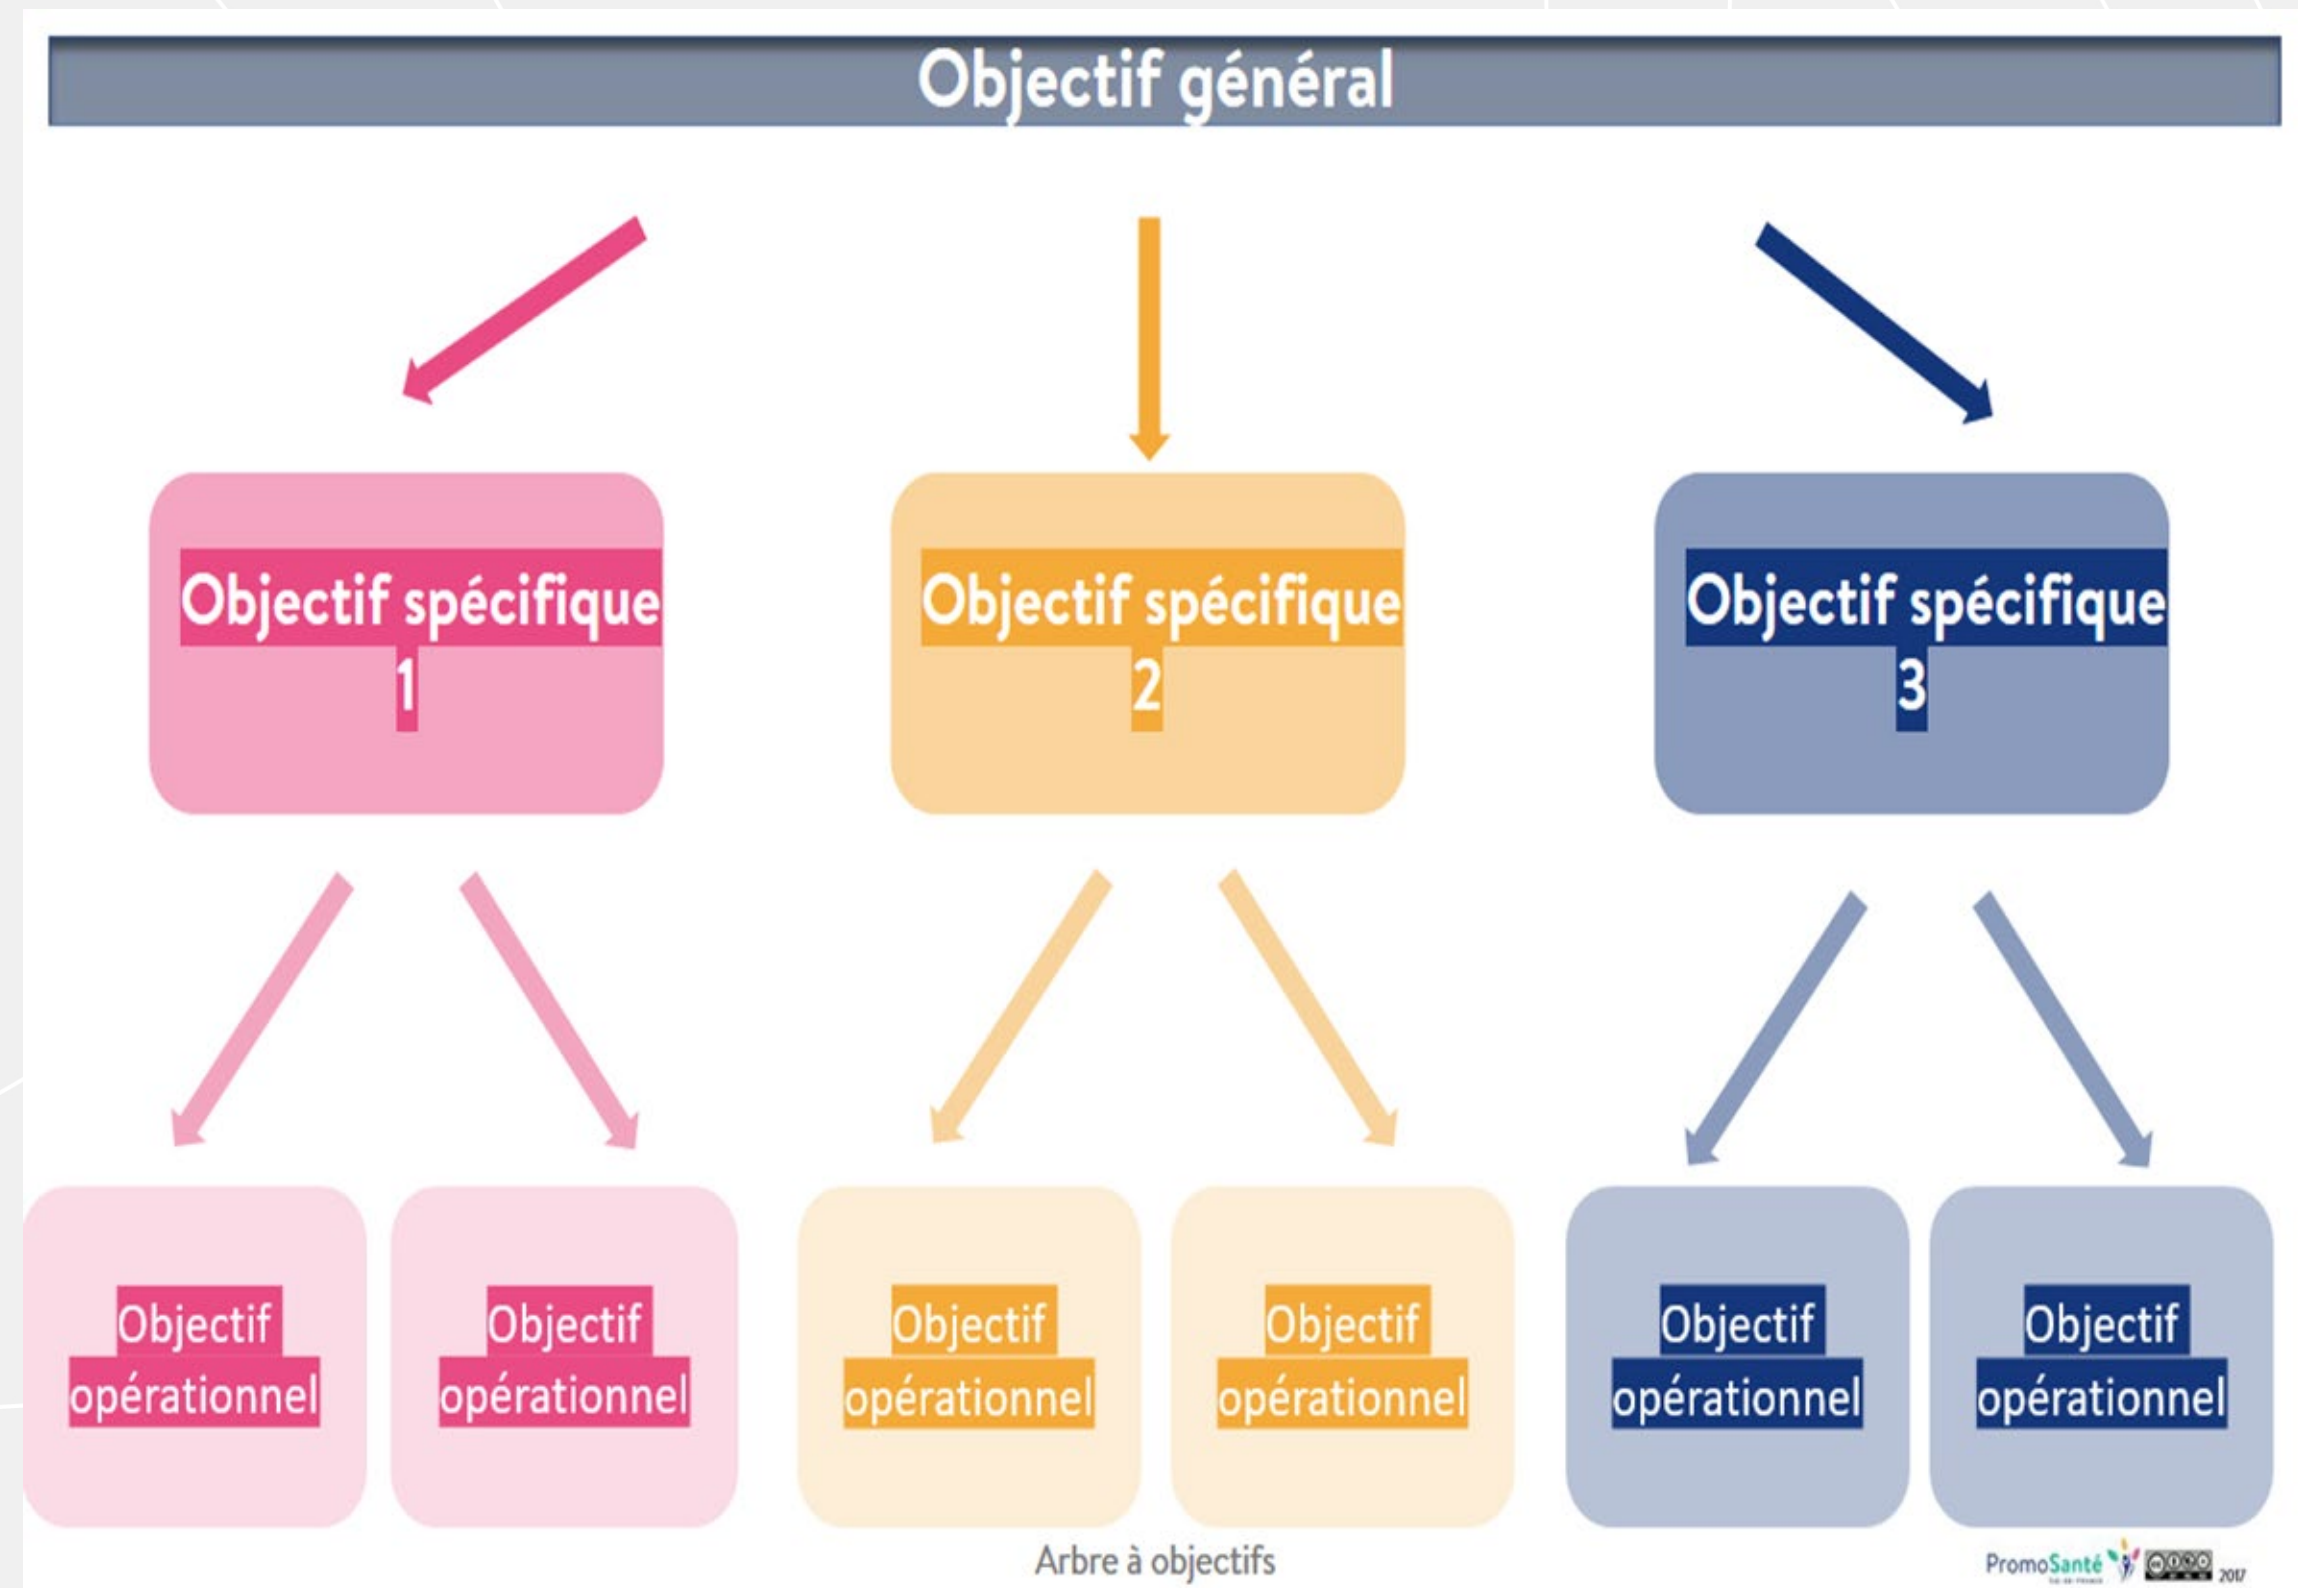 Objectif général
Objectif spécifique
1
Objectif spécifique
2
Objectif spécifique
3
Objectif
opérationnel
Objectif
opérationnel
Objectif
opérationnel
Objectif
opérationnel
Objectif
opérationnel
Objectif
opérationnel
Arbre à objectifs
PromoSanté
2017